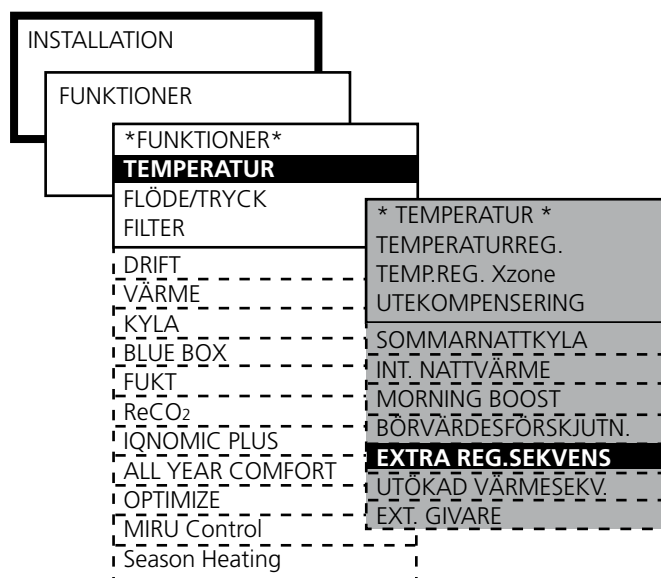 INSTALLATION
FUNKTIONER
*FUNKTIONER*
TEMPERATUR
FLÖDE/TRYCK
FILTER
DRIFT
VÄRME
KYLA
BLUE BOX
FUKT
ReCO2
IQNOMIC PLUS
ALL YEAR COMFORT
OPTIMIZE
MIRU Control
Season Heating
* TEMPERATUR *
TEMPERATURREG.
TEMP.REG. Xzone
UTEKOMPENSERING
SOMMARNATTKYLA
INT. NATTVÄRME
MORNING BOOST
BÖRVÄRDESFÖRSKJUTN.
EXTRA REG.SEKVENS
UTÖKAD VÄRMESEKV.
EXT. GIVARE